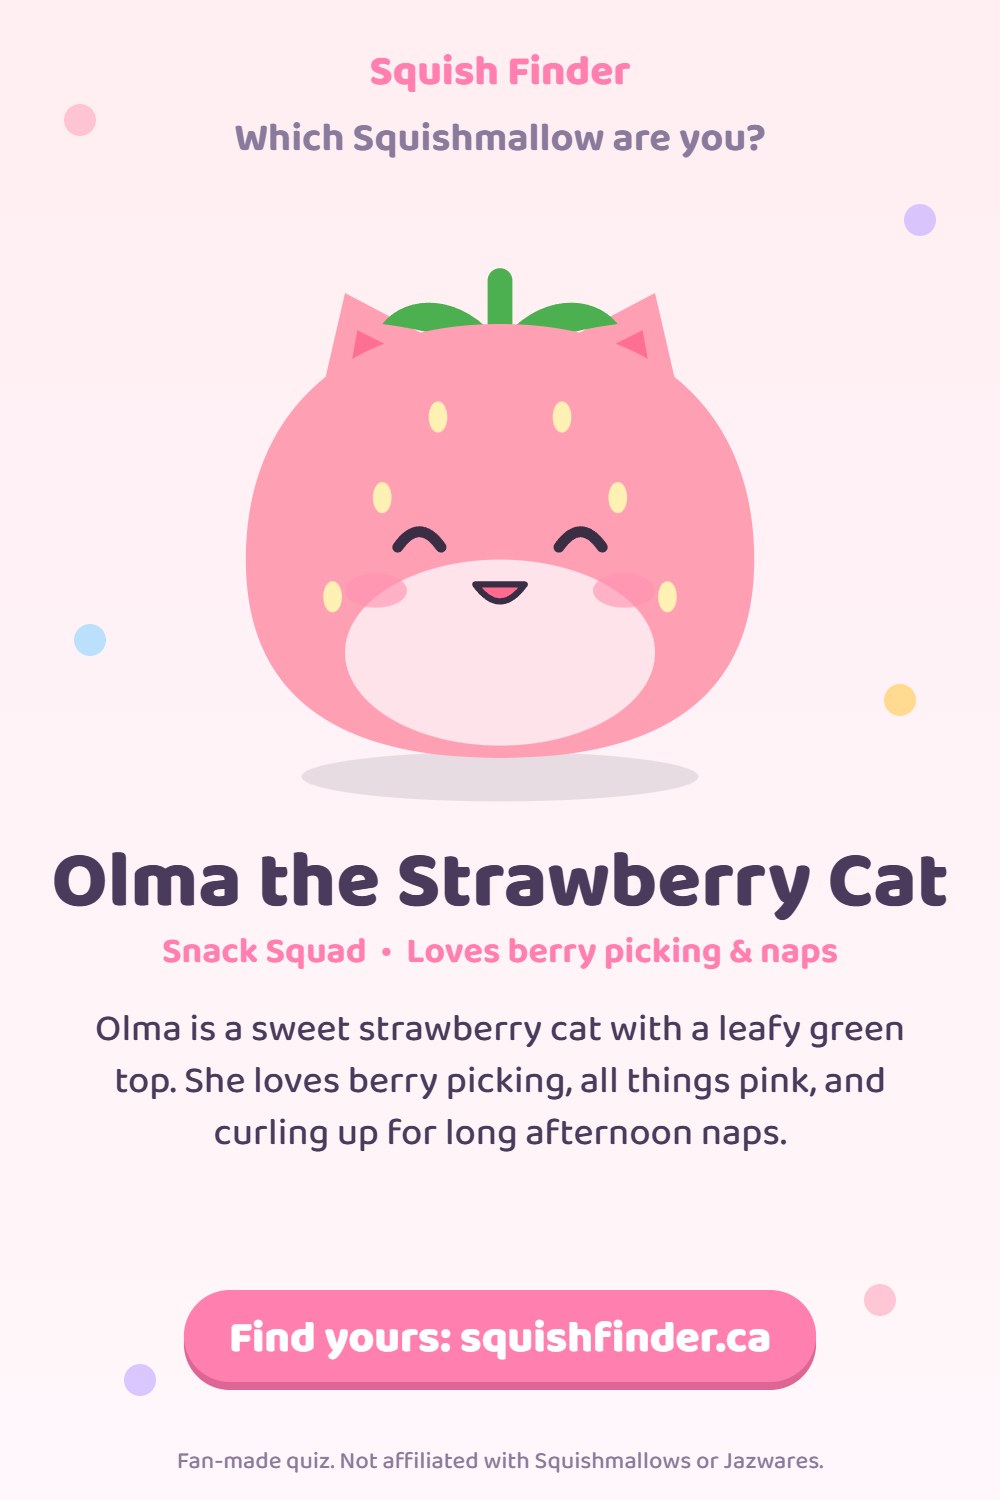 Squish Finder
Which Squishmallow are you?
Olma the Strawberry Cat
Snack Squad • Loves berry picking & naps
Olma is a sweet strawberry cat with a leafy green
top. She loves berry picking, all things pink, and
curling up for long afternoon naps.
Find yours: squishfinder.ca
Fan-made quiz. Not affiliated with Squishmallows or Jazwares.